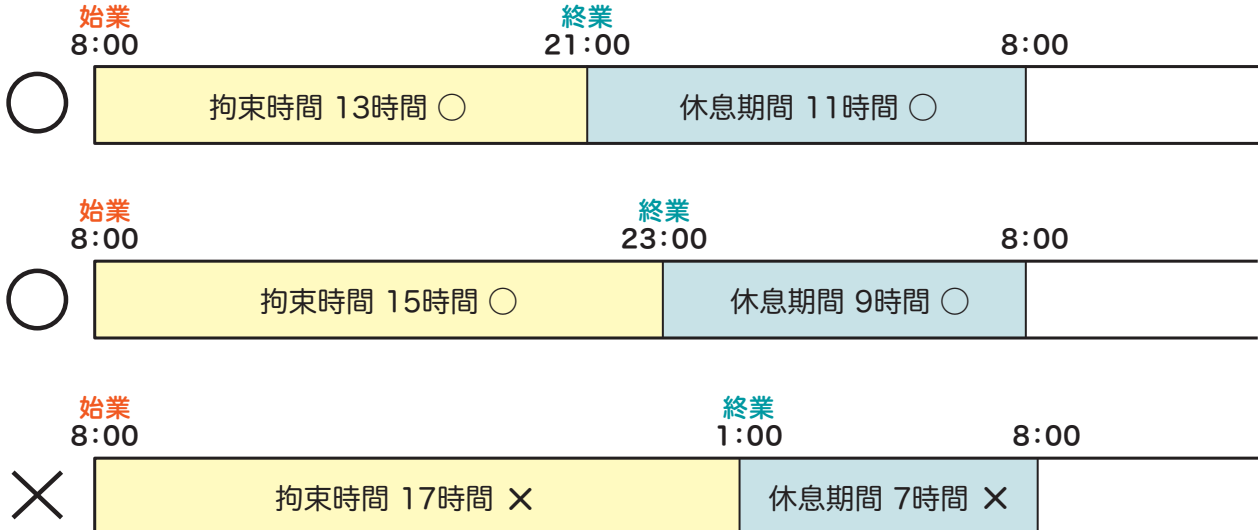 始業 終業
8:00 21:00 8:00
○ 拘束時間 13時間 ○ 休息期間 11時間 ○
始業 終業
8:00 23:00 8:00
○ 拘束時間 15時間 ○ 休息期間 9時間 ○
始業 終業
8:00 1:00 8:00
× 拘束時間 17時間 × 休息期間 7時間 ×